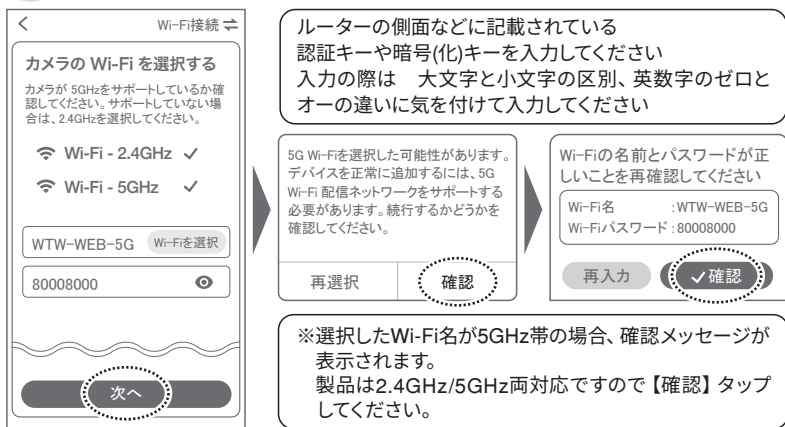 Wi-Fi接続
カメラの Wi-Fi を選択する
カメラが 5GHzをサポートしているか確
認してください。サポートしていない場
合は、2.4GHzを選択してください。
Wi-Fi - 2.4GHz ✓
Wi-Fi - 5GHz ✓
WTW-WEB-5G Wi-Fiを選択
80008000
次へ
ルーターの側面などに記載されている
認証キーや暗号(化)キーを入力してください
入力の際は 大文字と小文字の区別、英数字のゼロと
オーの違いに気を付けて入力してください
5G Wi-Fiを選択した可能性があります。
デバイスを正常に追加するには、5G
Wi-Fi 配信ネットワークをサポートする
必要があります。続行するかどうかを
確認してください。
再選択 確認
Wi-Fiの名前とパスワードが正
しいことを再確認してください
Wi-Fi名 :WTW-WEB-5G
Wi-Fiパスワード :80008000
再入力 ✓確認
※選択したWi-Fi名が5GHz帯の場合、確認メッセージが
表示されます。
製品は2.4GHz/5GHz両対応ですので【確認】タップ
してください。